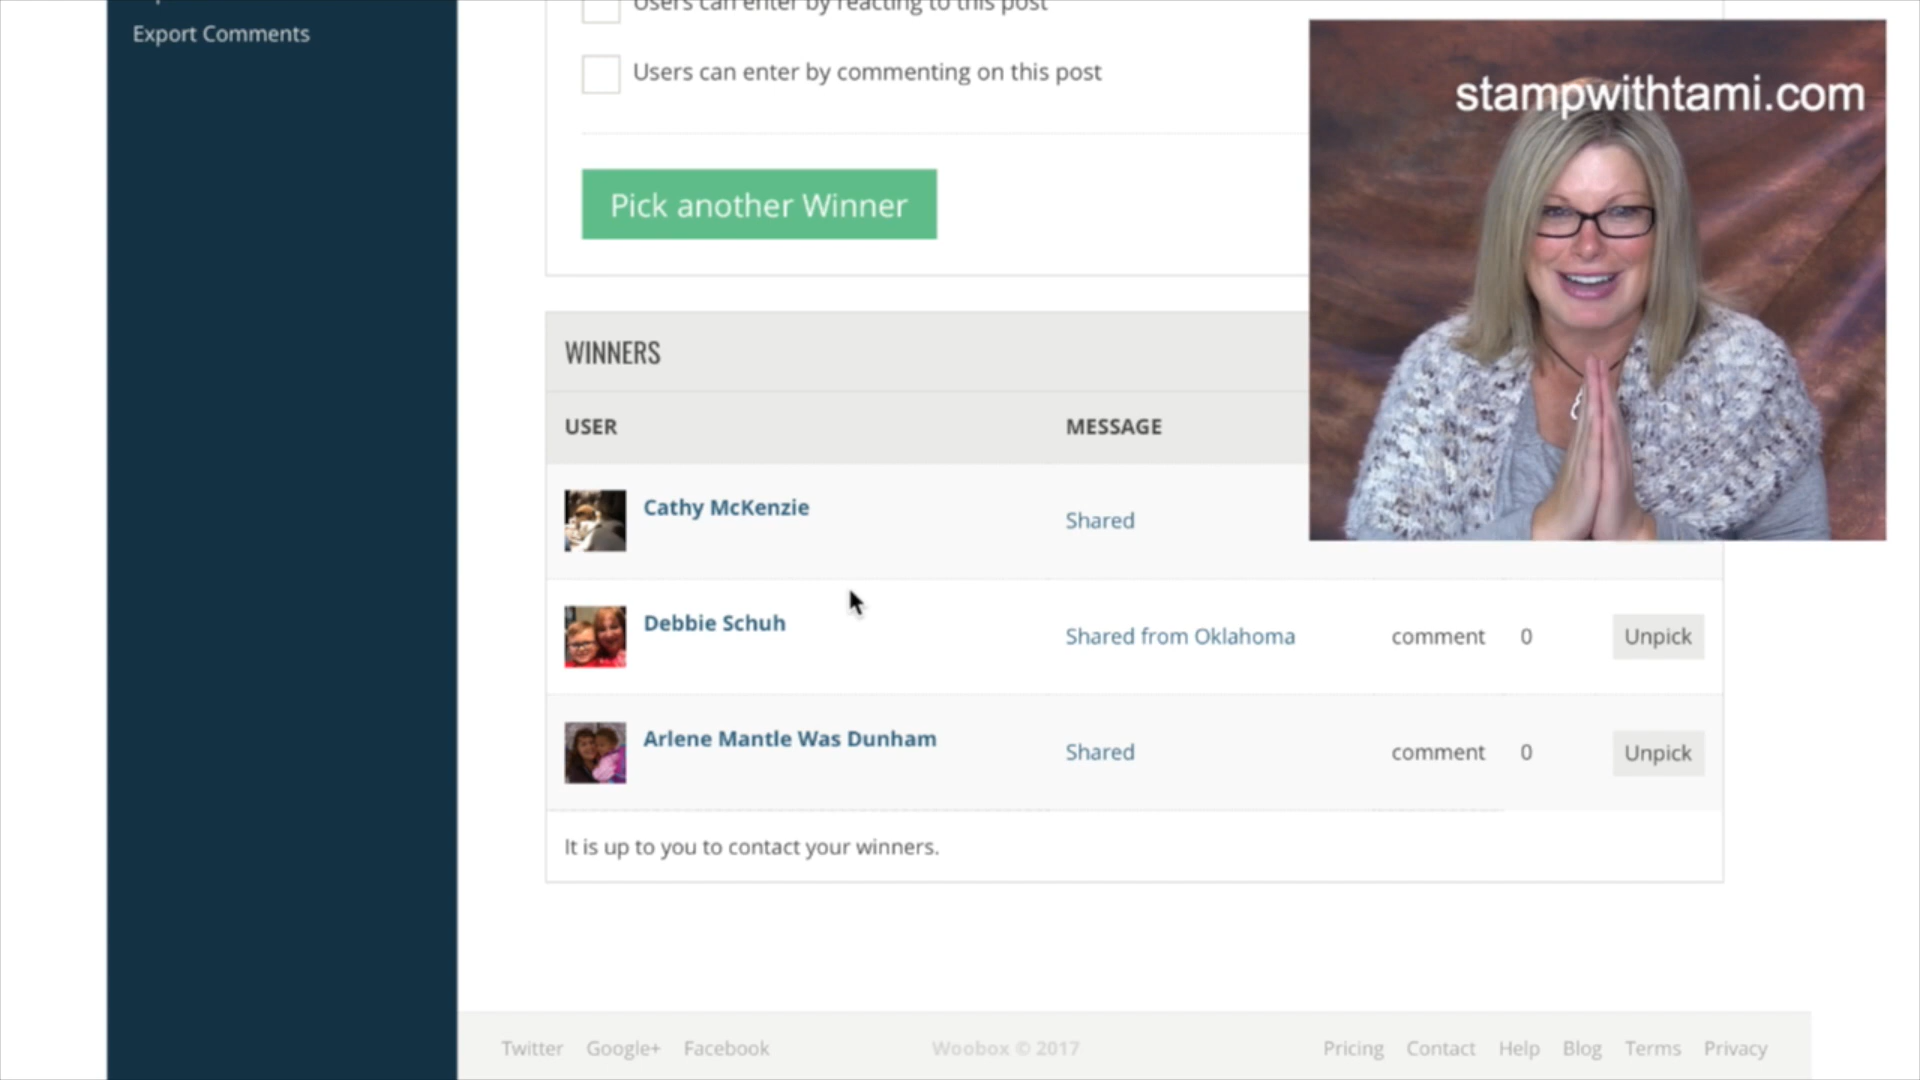 Users can enter by reacting to this post
Export Comments
Users can enter by commenting on this post
stampwithtami.com
Pick another Winner
WINNERS
USER MESSAGE
Cathy McKenzie
Shared
Debbie Schuh
Shared from Oklahoma comment 0 Unpick
Arlene Mantle Was Dunham
Shared comment 0 Unpick
It is up to you to contact your winners.
Twitter Google+ Facebook Woobox © 2017 Pricing Contact Help Blog Terms Privacy